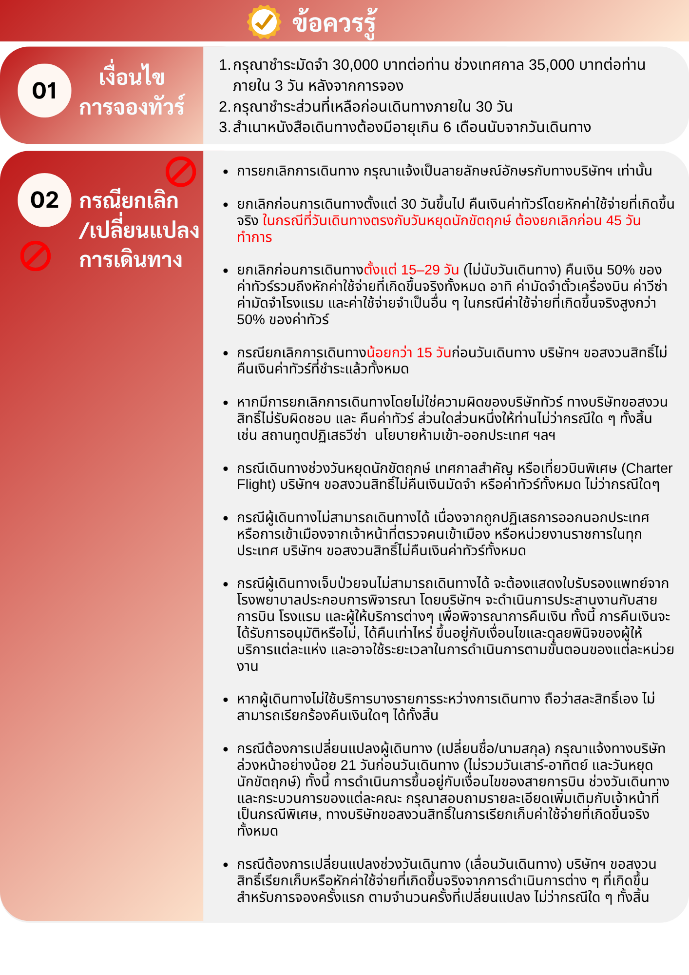 ข้อควรรู้
01
เงื่อนไข
การจองทัวร์
1.กรุณาชำระมัดจำ 30,000 บาทต่อท่าน ช่วงเทศกาล 35,000 บาทต่อท่าน
ภายใน 3 วัน หลังจากการจอง
2.กรุณาชำระส่วนที่เหลือก่อนเดินทางภายใน 30 วัน
3.สำเนาหนังสือเดินทางต้องมีอายุเกิน 6 เดือนนับจากวันเดินทาง
02
กรณียกเลิก
/เปลี่ยนแปลง
การเดินทาง
• การยกเลิกการเดินทาง กรุณาแจ้งเป็นลายลักษณ์อักษรกับทางบริษัทฯ เท่านั้น
• ยกเลิกก่อนการเดินทางตั้งแต่ 30 วันขึ้นไป คืนเงินค่าทัวร์โดยหักค่าใช้จ่ายที่เกิดขึ้น
จริง ในกรณีที่วันเดินทางตรงกับวันหยุดนักขัตฤกษ์ ต้องยกเลิกก่อน 45 วัน
ทำการ
• ยกเลิกก่อนการเดินทางตั้งแต่ 15–29 วัน (ไม่นับวันเดินทาง) คืนเงิน 50% ของ
ค่าทัวร์รวมถึงหักค่าใช้จ่ายที่เกิดขึ้นจริงทั้งหมด อาทิ ค่ามัดจำตั๋วเครื่องบิน ค่าวีซ่า
ค่ามัดจำโรงแรม และค่าใช้จ่ายจำเป็นอื่น ๆ ในกรณีค่าใช้จ่ายที่เกิดขึ้นจริงสูงกว่า
50% ของค่าทัวร์
• กรณียกเลิกการเดินทางน้อยกว่า 15 วันก่อนวันเดินทาง บริษัทฯ ขอสงวนสิทธิ์ไม่
คืนเงินค่าทัวร์ที่ชำระแล้วทั้งหมด
• หากมีการยกเลิกการเดินทางโดยไม่ใช่ความผิดของบริษัททัวร์ ทางบริษัทขอสงวน
สิทธิ์ไม่รับผิดชอบ และ คืนค่าทัวร์ ส่วนใดส่วนหนึ่งให้ท่านไม่ว่ากรณีใด ๆ ทั้งสิ้น
เช่น สถานทูตปฏิเสธวีซ่า นโยบายห้ามเข้า-ออกประเทศ ฯลฯ
• กรณีเดินทางช่วงวันหยุดนักขัตฤกษ์ เทศกาลสำคัญ หรือเที่ยวบินพิเศษ (Charter
Flight) บริษัทฯ ขอสงวนสิทธิ์ไม่คืนเงินมัดจำ หรือค่าทัวร์ทั้งหมด ไม่ว่ากรณีใดๆ
• กรณีผู้เดินทางไม่สามารถเดินทางได้ เนื่องจากถูกปฏิเสธการออกนอกประเทศ
หรือการเข้าเมืองจากเจ้าหน้าที่ตรวจคนเข้าเมือง หรือหน่วยงานราชการในทุก
ประเทศ บริษัทฯ ขอสงวนสิทธิ์ไม่คืนเงินค่าทัวร์ทั้งหมด
• กรณีผู้เดินทางเจ็บป่วยจนไม่สามารถเดินทางได้ จะต้องแสดงใบรับรองแพทย์จาก
โรงพยาบาลประกอบการพิจารณา โดยบริษัทฯ จะดำเนินการประสานงานกับสาย
การบิน โรงแรม และผู้ให้บริการต่างๆ เพื่อพิจารณาการคืนเงิน ทั้งนี้ การคืนเงินจะ
ได้รับการอนุมัติหรือไม่, ได้คืนเท่าไหร่ ขึ้นอยู่กับเงื่อนไขและดุลยพินิจของผู้ให้
บริการแต่ละแห่ง และอาจใช้ระยะเวลาในการดำเนินการตามขั้นตอนของแต่ละหน่วย
งาน
• หากผู้เดินทางไม่ใช้บริการบางรายการระหว่างการเดินทาง ถือว่าสละสิทธิ์เอง ไม่
สามารถเรียกร้องคืนเงินใดๆ ได้ทั้งสิ้น
• กรณีต้องการเปลี่ยนแปลงผู้เดินทาง (เปลี่ยนชื่อ/นามสกุล) กรุณาแจ้งทางบริษัท
ล่วงหน้าอย่างน้อย 21 วันก่อนวันเดินทาง (ไม่รวมวันเสาร์-อาทิตย์ และวันหยุด
นักขัตฤกษ์) ทั้งนี้ การดำเนินการขึ้นอยู่กับเงื่อนไขของสายการบิน ช่วงวันเดินทาง
และกระบวนการของแต่ละคณะ กรุณาสอบถามรายละเอียดเพิ่มเติมกับเจ้าหน้าที่
เป็นกรณีพิเศษ, ทางบริษัทขอสงวนสิทธิ์ในการเรียกเก็บค่าใช้จ่ายที่เกิดขึ้นจริง
ทั้งหมด
• กรณีต้องการเปลี่ยนแปลงช่วงวันเดินทาง (เลื่อนวันเดินทาง) บริษัทฯ ขอสงวน
สิทธิ์เรียกเก็บหรือหักค่าใช้จ่ายที่เกิดขึ้นจริงจากการดำเนินการต่าง ๆ ที่เกิดขึ้น
สำหรับการจองครั้งแรก ตามจำนวนครั้งที่เปลี่ยนแปลง ไม่ว่ากรณีใด ๆ ทั้งสิ้น